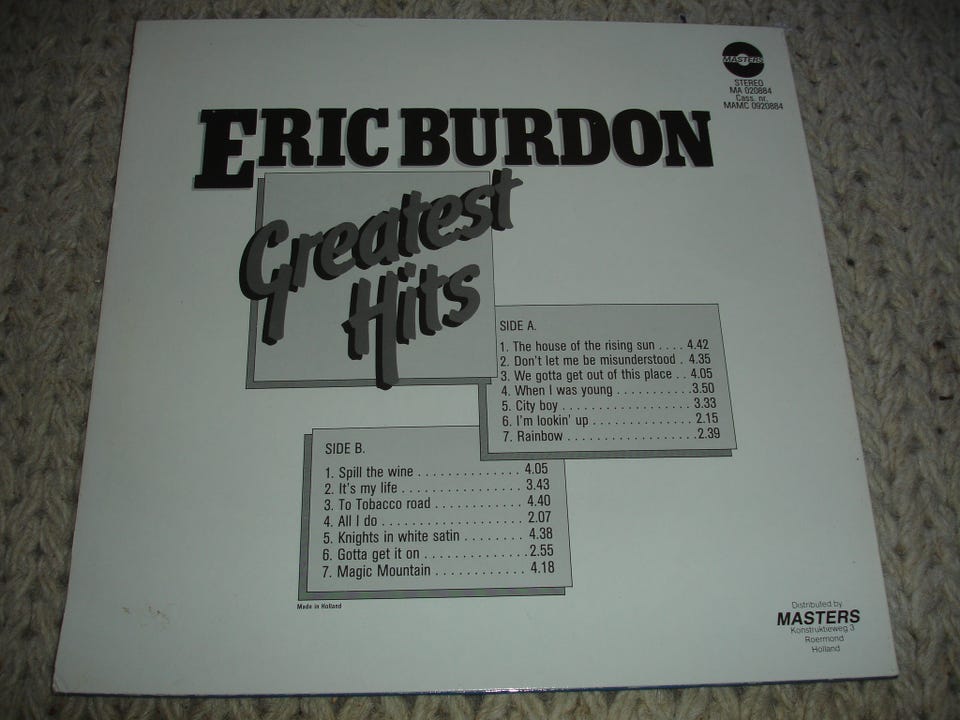 MASTERS
STEREO
MA 020884
Cass. nr.
MAMC 0920884
ERIC BURDON
Greatest
Hits
SIDE A.
1. The house of the rising sun . . . . 4.42
2. Don't let me be misunderstood . 4.35
3. We gotta get out of this place . . 4.05
4. When I was young . . . . . . . . . . .3.50
5. City boy . . . . . . . . . . . . . . . . . . 3.33
6. I'm lookin' up . . . . . . . . . . . . . . 2.15
7. Rainbow . . . . . . . . . . . . . . . . . .2.39
SIDE B.
1. Spill the wine . . . . . . . . . . . . . . 4.05
2. It's my life . . . . . . . . . . . . . . . . 3.43
3. To Tobacco road . . . . . . . . . . . . 4.40
4. All I do . . . . . . . . . . . . . . . . . . . 2.07
5. Knights in white satin . . . . . . . . 4.38
6. Gotta get it on . . . . . . . . . . . . . .2.55
7. Magic Mountain . . . . . . . . . . . 4.18
Made in Holland
Distributed by
MASTERS
Konstruktieweg 3
Roermond
Holland